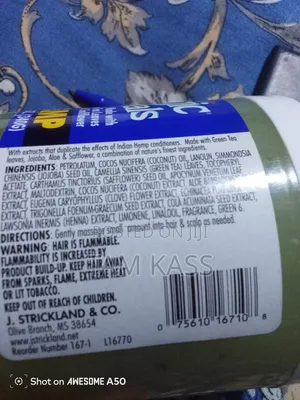 HEMP
With extracts that duplicate the effects of Indian Hemp conditioners. Made with Green Tea
leaves, Jojoba, Aloe & Safflower, a combination of nature's finest ingredients.
INGREDIENTS: PETROLATUM, COCOS NUCIFERA (COCONUT) OIL, LANOLIN, SIMMONDSIA
CHINENSIS (JOJOBA) SEED OIL, CAMELLIA SINENSIS (GREEN TEA) LEAVES, TOCOPHERYL
ACETATE, CARTHAMUS TINCTORIUS (SAFFLOWER) SEED OIL, APOCYNUM VENETUM LEAF
EXTRACT, MALTODEXTRIN, COCOS NUCIFERA (COCONUT) EXTRACT, ALOE
EXTRACT, EUGENIA CARYOPHYLLUS (CLOVE) FLOWER EXTRACT,
EXTRACT, TRIGONELLA FOENUM-GRAECUM SEED EXTRACT, COLA ACUMINATA SEED EXTRACT,
LAWSONIA INERMIS (HENNA) EXTRACT, LIMONENE, LINALOOL, FRAGRANCE, GREEN 6.
DIRECTIONS: Gently massage small amount into hair & scalp as needed.
WARNING: HAIR IS FLAMMABLE.
FLAMMABILITY IS INCREASED BY
PRODUCT BUILD-UP. KEEP HAIR AWAY
FROM SPARKS, FLAME, EXTREME HEAT
OR LIT TOBACCO.
KEEP OUT OF REACH OF CHILDREN.
J. STRICKLAND & CO.
Olive Branch, MS 38654
www.jstrickland.net
Reorder Number 167-1 L16770
0 75610 16710 8
KASS
Shot on AWESOME A50